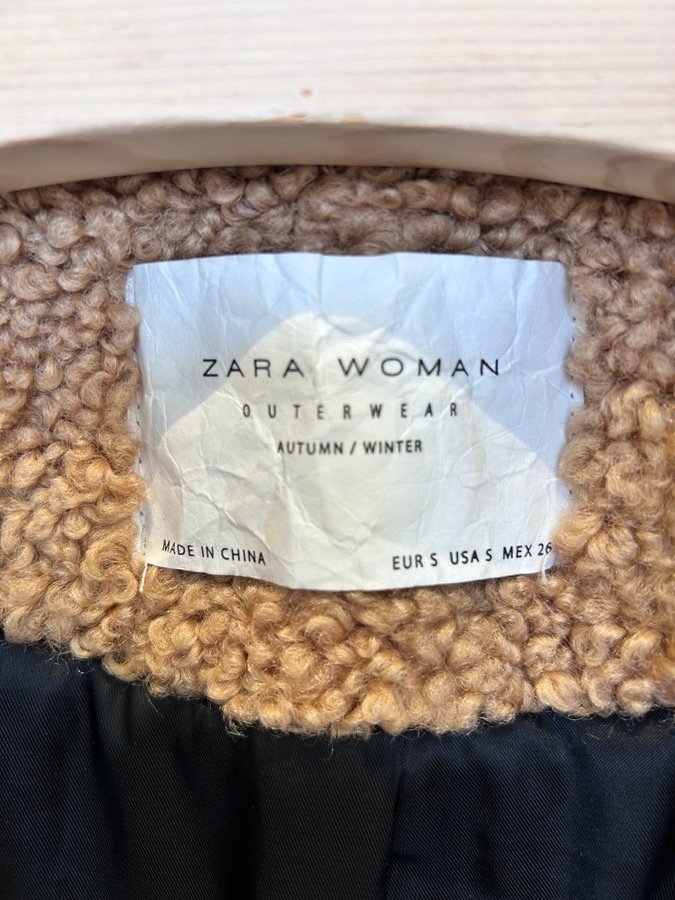 ZARA WOMAN
OUTERWEAR
AUTUMN / WINTER
MADE IN CHINA
EUR S USA S MEX 26